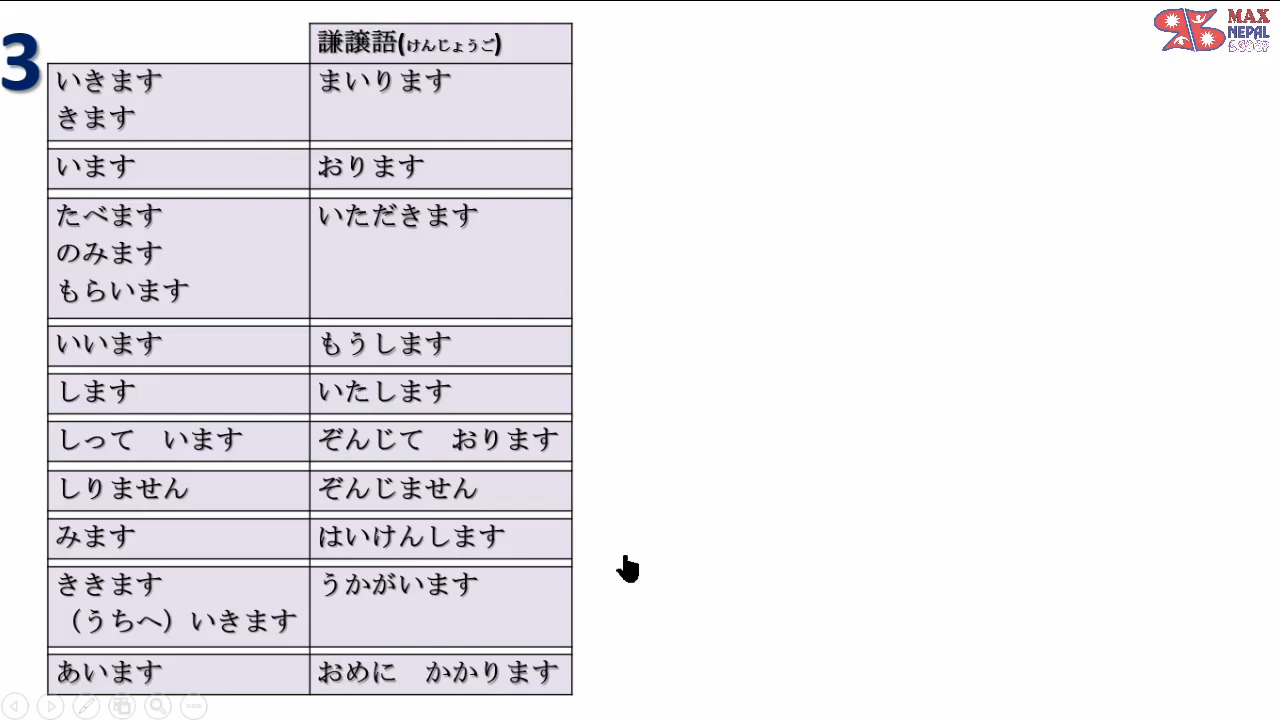 MAX
NEPAL
3
謙譲語(けんじょうご)
いきます
きます
まいります
います
おります
たべます
のみます
もらいます
いただきます
いいます
もうします
します
いたします
しって　います
ぞんじて　おります
しりません
ぞんじません
みます
はいけんします
ききます
（うちへ）いきます
うかがいます
あいます
おめに　かかります